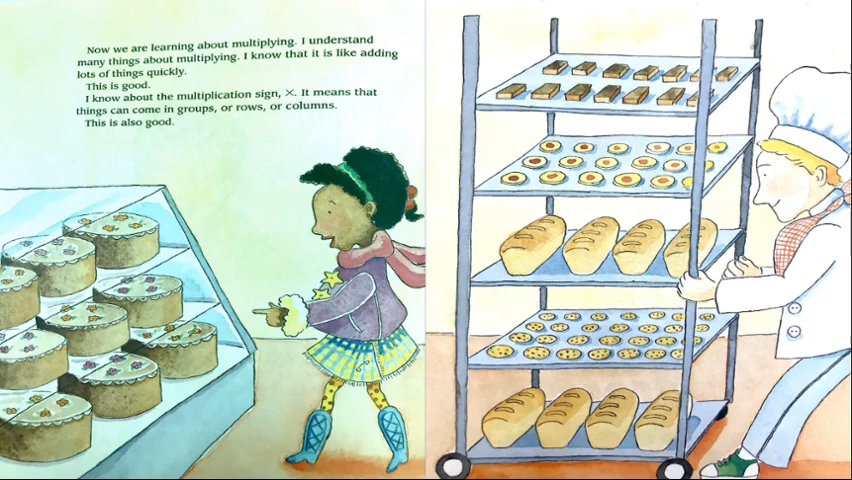 Now we are learning about multiplying. I understand
many things about multiplying. I know that it is like adding
lots of things quickly.
This is good.
I know about the multiplication sign, ×. It means that
things can come in groups, or rows, or columns.
This is also good.